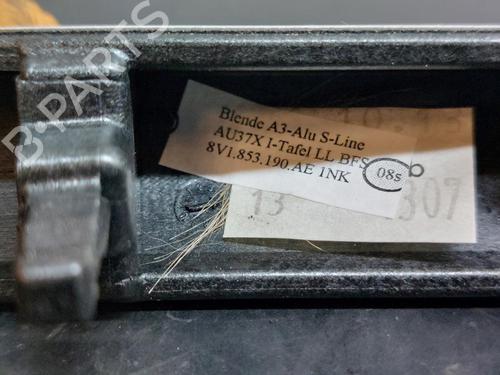 B-PARTS
Blende A3-Alu S-Line
AU37X I-Tafel LL BFS
8V1.853.190.AE 1NK
08s
13
307